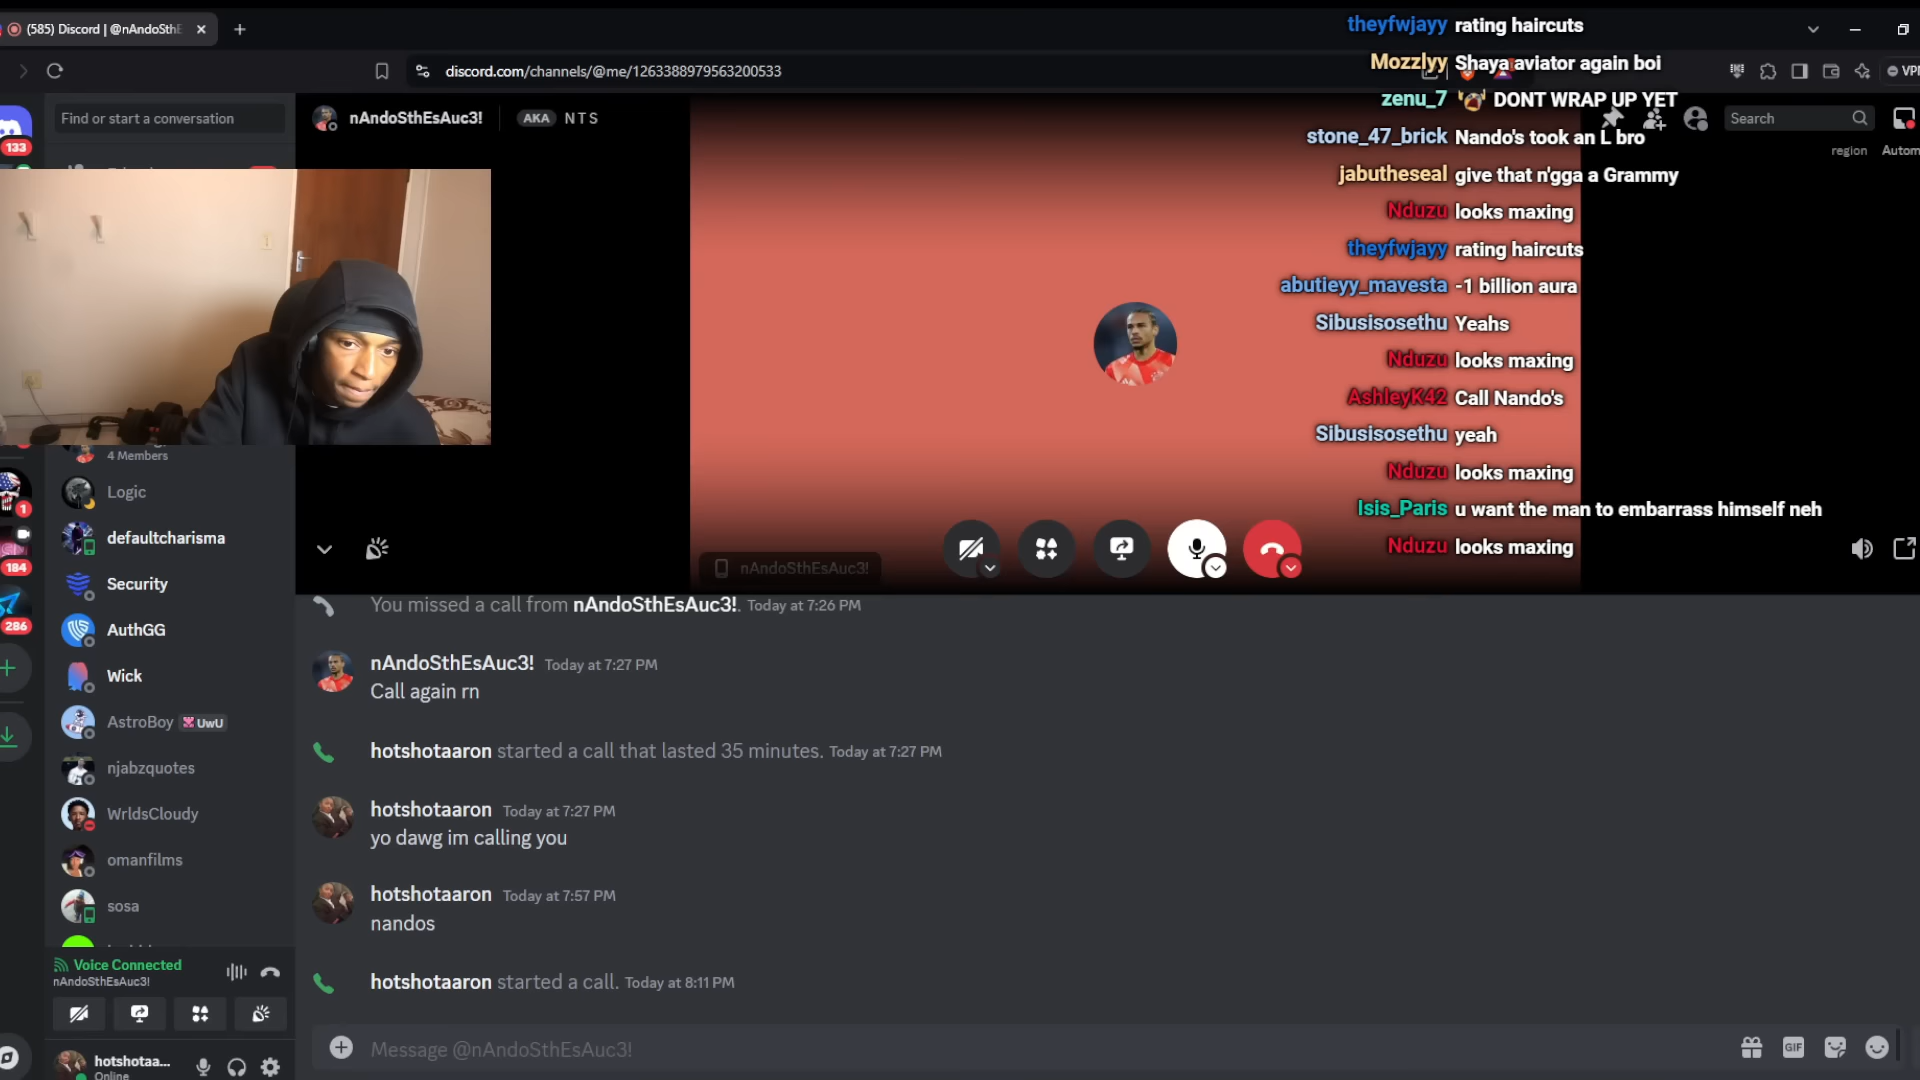 (585) Discord | @nAndoSthE
discord.com/channels/@me/1263388979563200533
VPN
theyfwjayy rating haircuts
Mozzlyy Shaya aviator again boi
zenu_7 DONT WRAP UP YET
stone_47_brick Nando's took an L bro
jabutheseal give that n'gga a Grammy
Nduzu looks maxing
theyfwjayy rating haircuts
abutieyy_mavesta -1 billion aura
Sibusisosethu Yeahs
Nduzu looks maxing
AshleyK42 Call Nando's
Sibusisosethu yeah
Nduzu looks maxing
Isis_Paris u want the man to embarrass himself neh
Nduzu looks maxing
Find or start a conversation
nAndoSthEsAuc3! AKA NTS
Search
region Autom
133
1
184
286
4 Members
Logic
defaultcharisma
Security
AuthGG
Wick
AstroBoy UwU
njabzquotes
WrldsCloudy
omanfilms
sosa
Voice Connected
nAndoSthEsAuc3!
hotshotaa...
Online
nAndoSthEsAuc3!
You missed a call from nAndoSthEsAuc3!. Today at 7:26 PM
nAndoSthEsAuc3! Today at 7:27 PM
Call again rn
hotshotaaron started a call that lasted 35 minutes. Today at 7:27 PM
hotshotaaron Today at 7:27 PM
yo dawg im calling you
hotshotaaron Today at 7:57 PM
nandos
hotshotaaron started a call. Today at 8:11 PM
Message @nAndoSthEsAuc3!
GIF